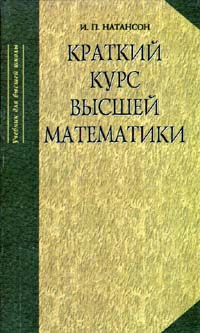 И. П. НАТАНСОН
КРАТКИЙ
КУРС
ВЫСШЕЙ
МАТЕМАТИКИ
Учебник для высшей школы